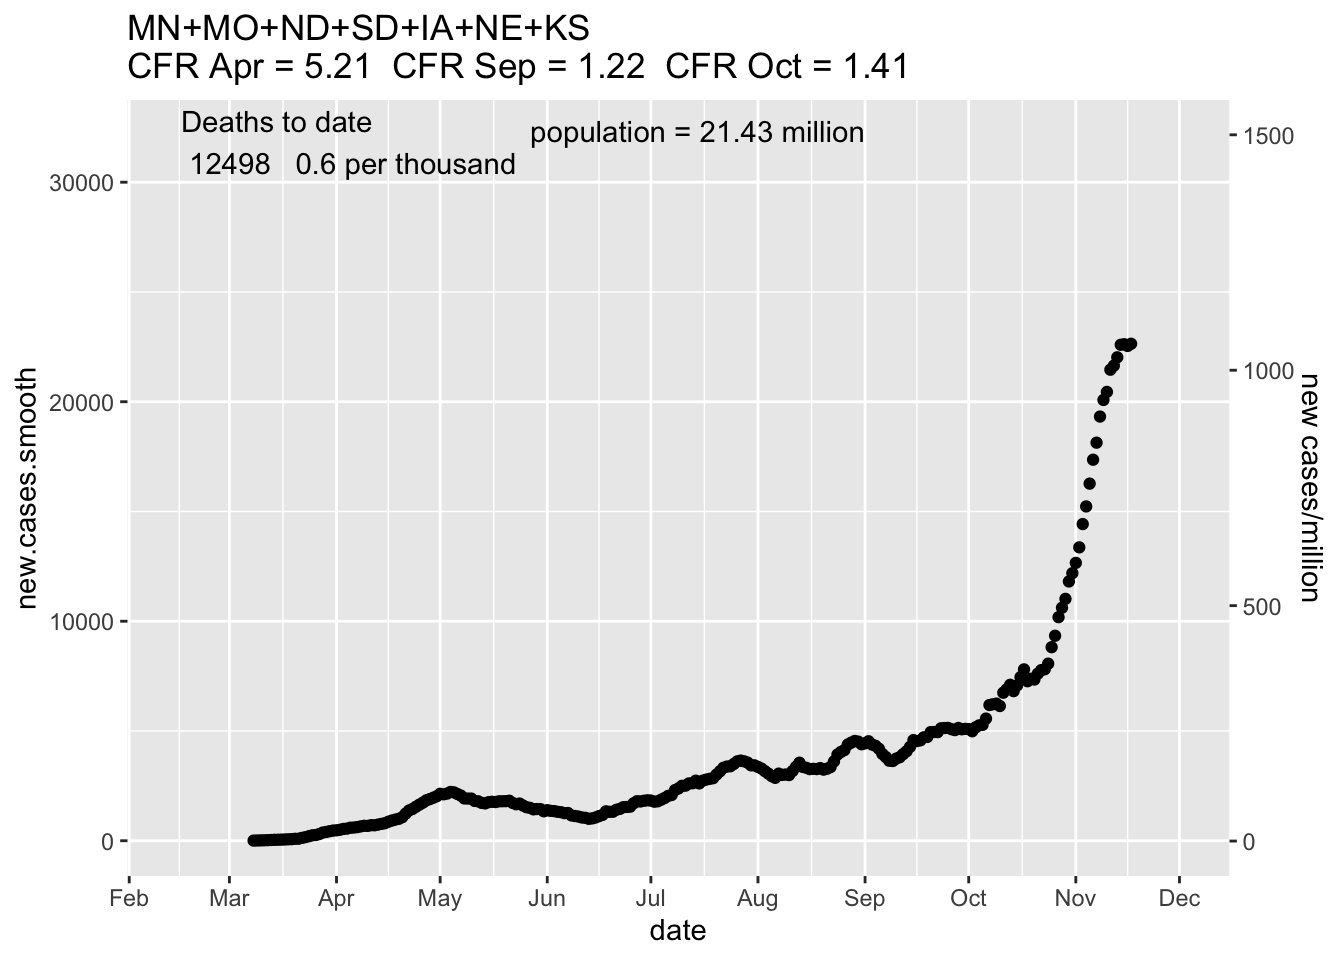 MN+MO+ND+SD+IA+NE+KS
CFR Apr = 5.21  CFR Sep = 1.22  CFR Oct = 1.41
Deaths to date
population = 21.43 million
12498   0.6 per thousand
30000
20000
10000
0
new.cases.smooth
1500
1000
500
0
new cases/million
Feb Mar Apr May Jun Jul Aug Sep Oct Nov Dec
date